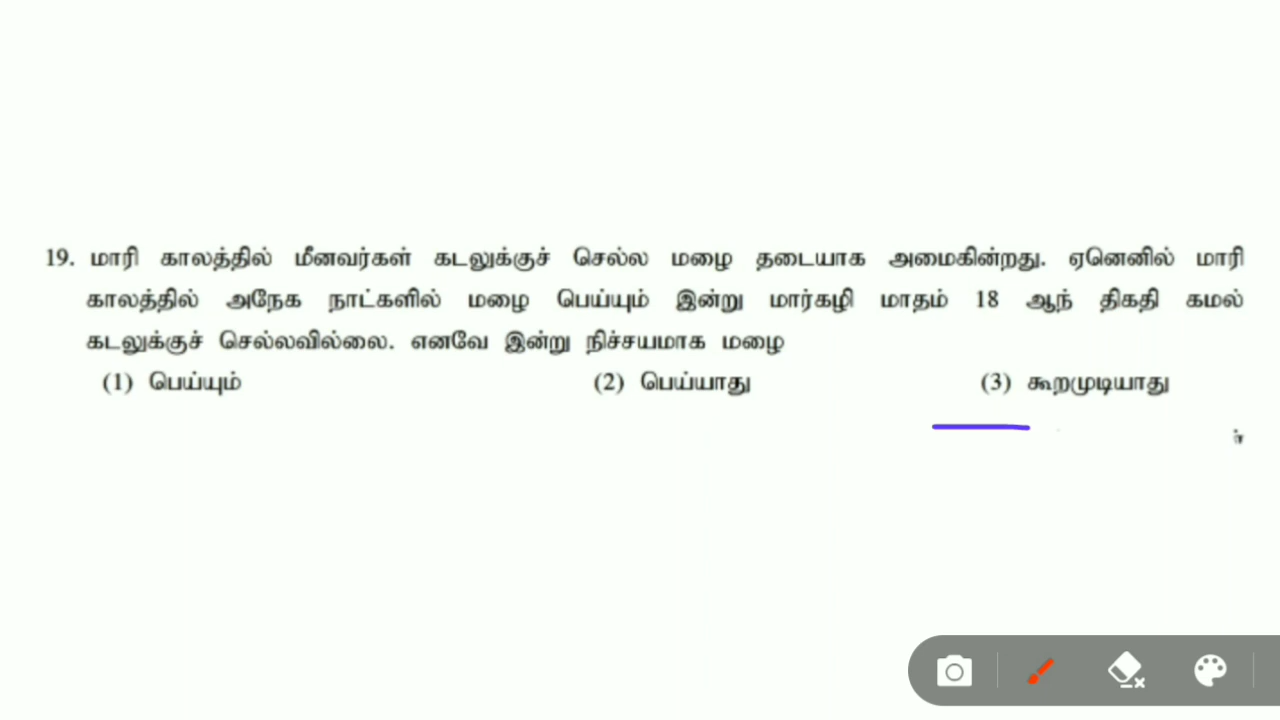 19. மாரி காலத்தில் மீனவர்கள் கடலுக்குச் செல்ல மழை தடையாக அமைகின்றது. ஏனெனில் மாரி
காலத்தில் அநேக நாட்களில் மழை பெய்யும் இன்று மார்கழி மாதம் 18 ஆந் திகதி கமல்
கடலுக்குச் செல்லவில்லை. எனவே இன்று நிச்சயமாக மழை
(1) பெய்யும் (2) பெய்யாது (3) கூறமுடியாது